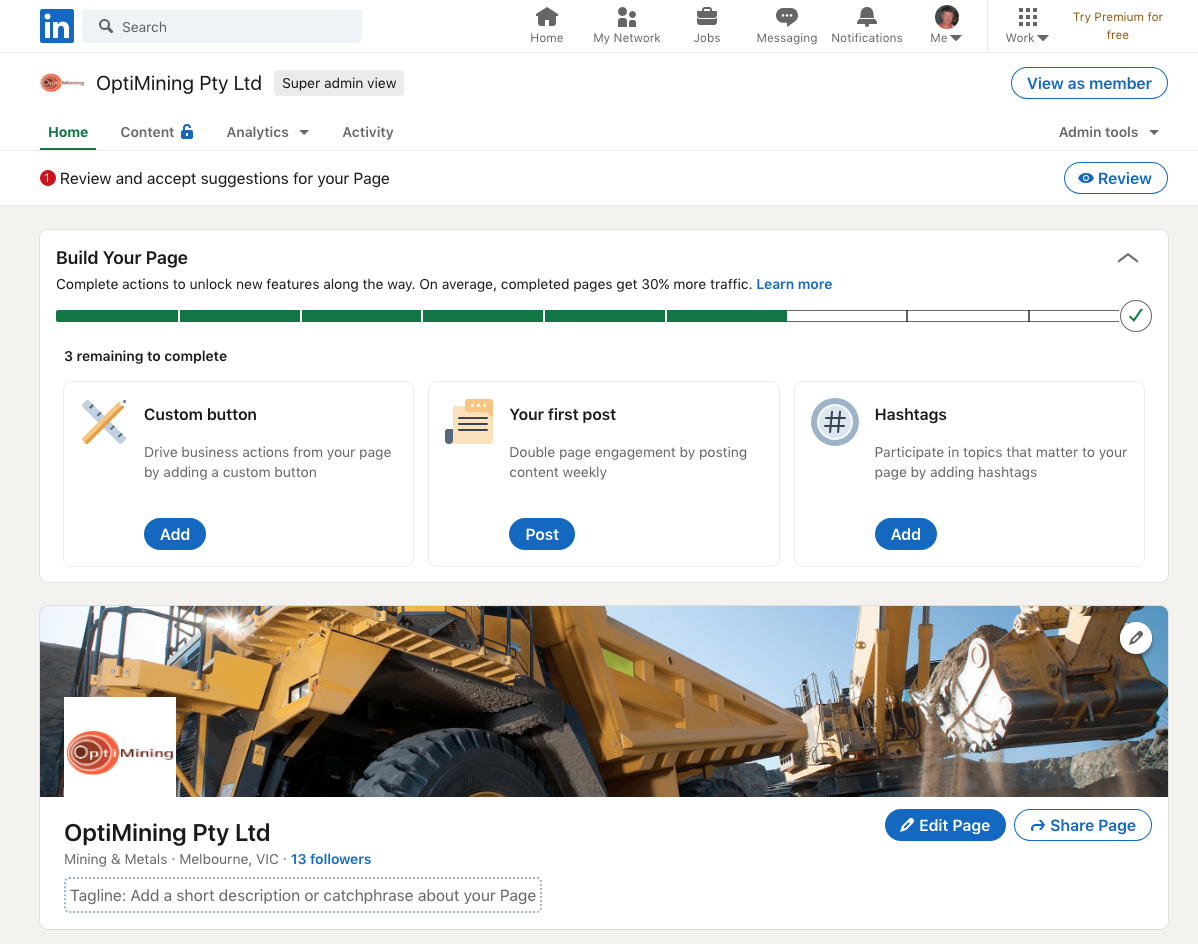 in
Search
Home
My Network
Jobs
Messaging
Notifications
Me
Work
Try Premium for
free
OptiMining
OptiMining Pty Ltd
Super admin view
View as member
Home
Content
Analytics
Activity
Admin tools
1
Review and accept suggestions for your Page
Review
Build Your Page
Complete actions to unlock new features along the way. On average, completed pages get 30% more traffic. Learn more
3 remaining to complete
Custom button
Drive business actions from your page
by adding a custom button
Add
Your first post
Double page engagement by posting
content weekly
Post
#
Hashtags
Participate in topics that matter to your
page by adding hashtags
Add
OptiMining
OptiMining Pty Ltd
Edit Page
Share Page
Mining & Metals · Melbourne, VIC · 13 followers
Tagline: Add a short description or catchphrase about your Page